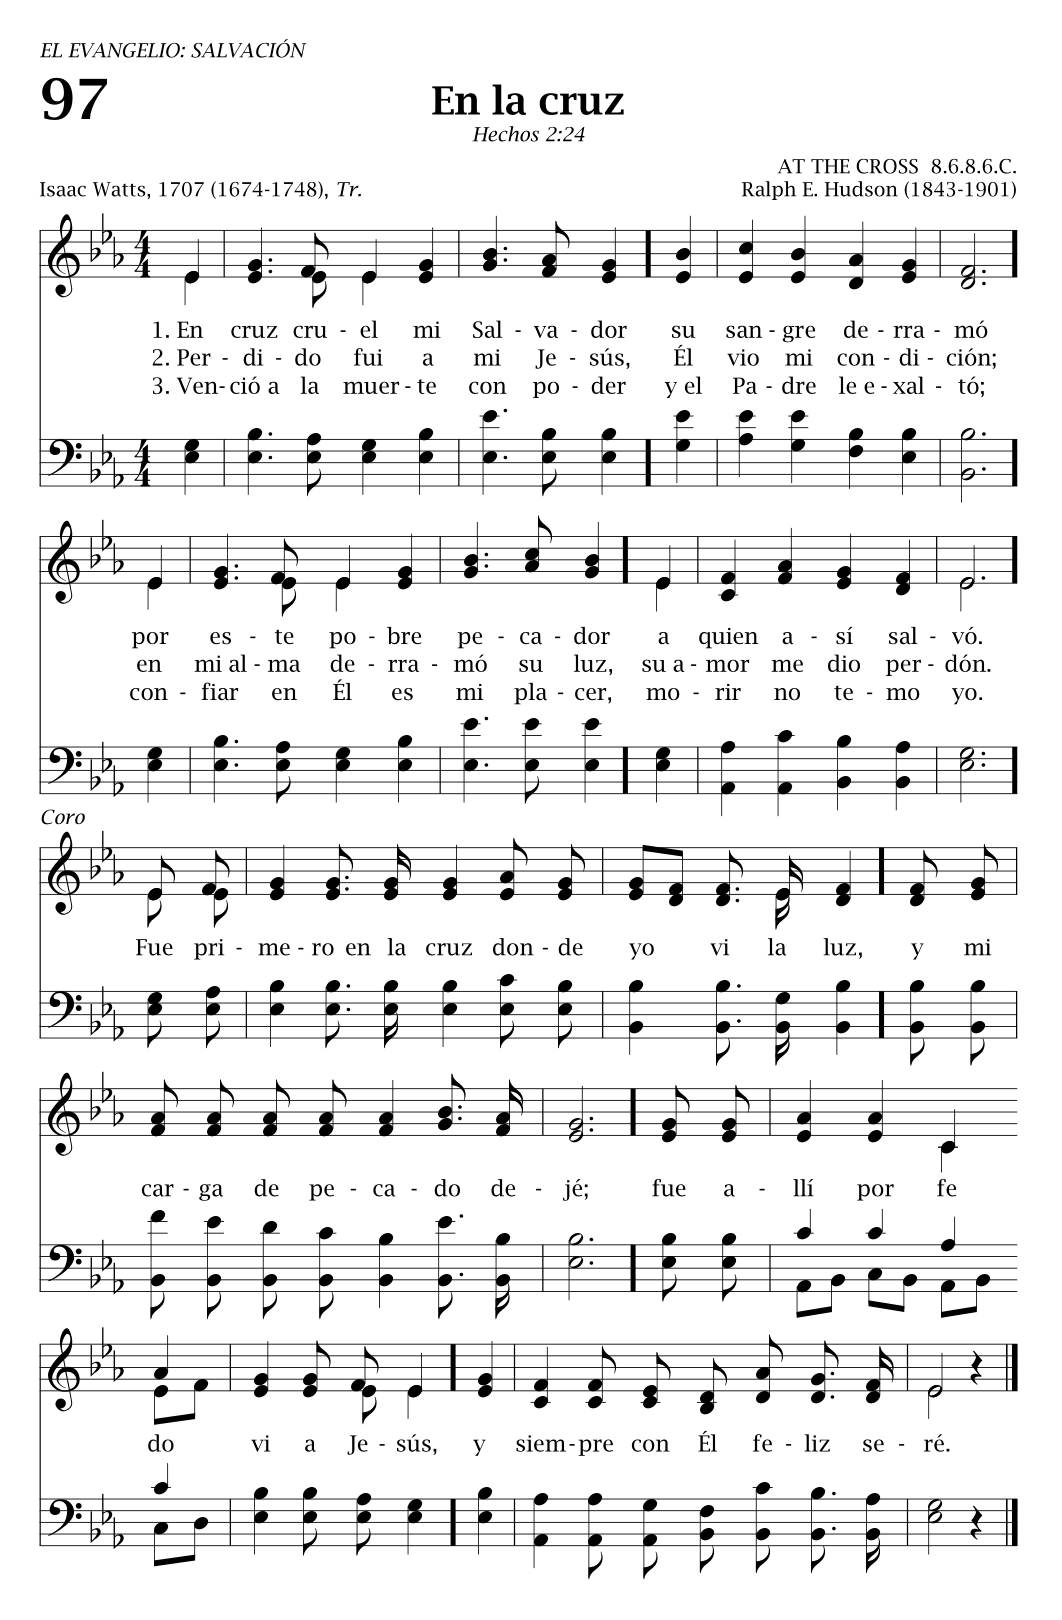 EL EVANGELIO: SALVACIÓN
97
En la cruz
Hechos 2:24
AT THE CROSS 8.6.8.6.C.
Isaac Watts, 1707 (1674-1748), Tr.
Ralph E. Hudson (1843-1901)
1. En cruz cru - el mi Sal - va - dor su san - gre de - rra - mó
2. Per - di - do fui a mi Je - sús, Él vio mi con - di - ción;
3. Ven - ció a la muer - te con po - der y el Pa - dre le e - xal - tó;
por es - te po - bre pe - ca - dor a quien a - sí sal - vó.
en mi al - ma de - rra - mó su luz, su a - mor me dio per - dón.
con - fiar en Él es mi pla - cer, mo - rir no te - mo yo.
Coro
Fue pri - me - ro en la cruz don - de yo vi la luz, y mi
car - ga de pe - ca - do de - jé; fue a - llí por fe
do vi a Je - sús, y siem - pre con Él fe - liz se - ré.